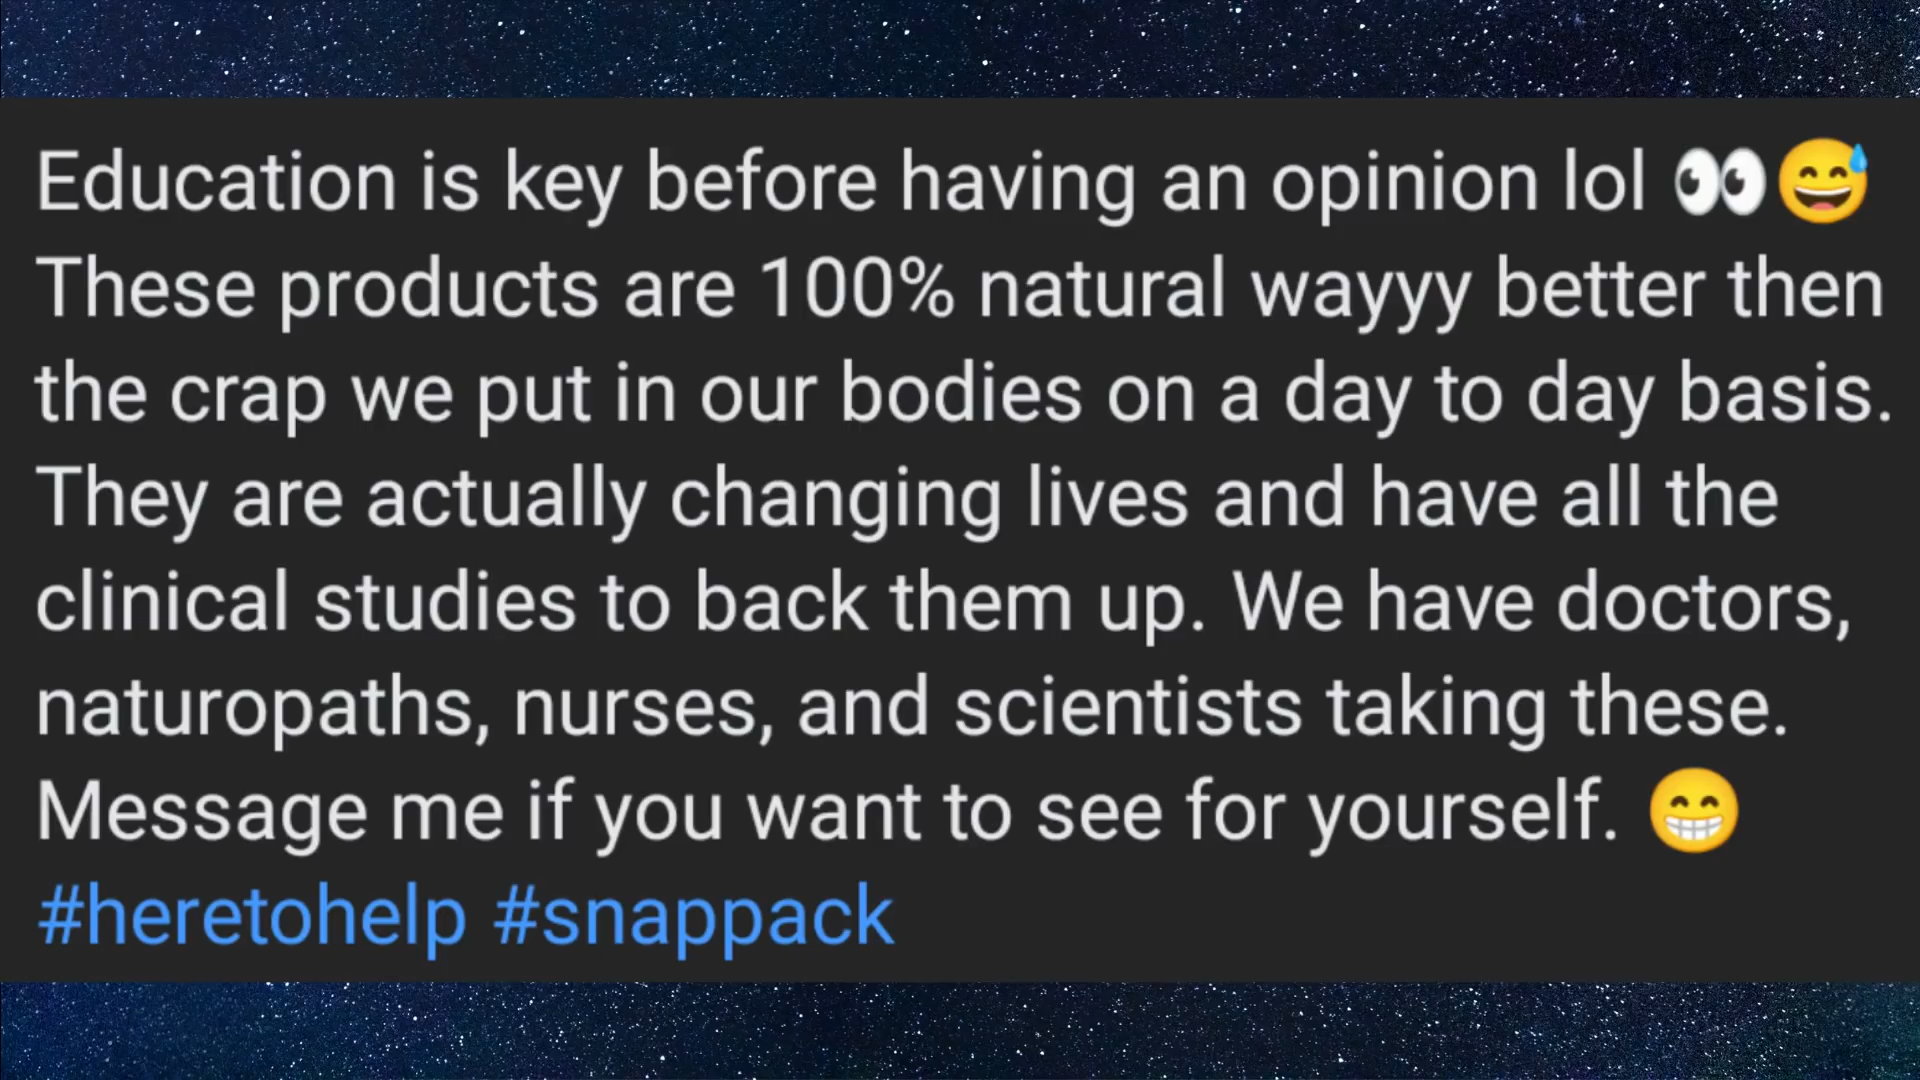 Education is key before having an opinion lol 👀😅
These products are 100% natural wayyy better then
the crap we put in our bodies on a day to day basis.
They are actually changing lives and have all the
clinical studies to back them up. We have doctors,
naturopaths, nurses, and scientists taking these.
Message me if you want to see for yourself. 😁
#heretohelp #snappack